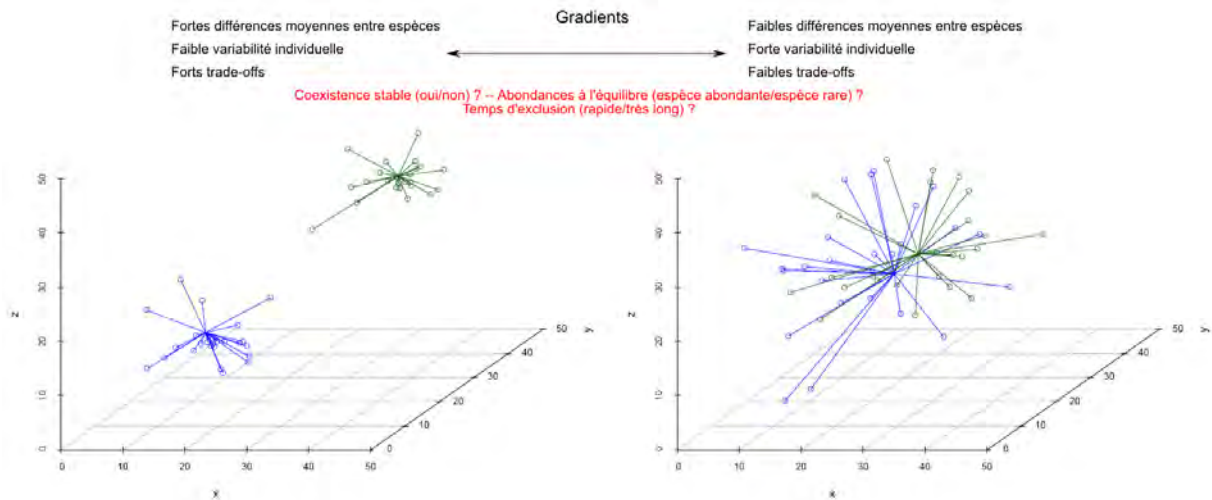 Gradients
Fortes différences moyennes entre espèces
Faible variabilité individuelle
Forts trade-offs
Faibles différences moyennes entre espèces
Forte variabilité individuelle
Faibles trade-offs
Coexistence stable (oui/non) ? -- Abondances à l'équilibre (espèce abondante/espèce rare) ?
Temps d'exclusion (rapide/très long) ?
z
50
40
30
20
10
0
0 10 20 30 40 50
x
0
10
20
30
40
50
y
z
50
40
30
20
10
0
0 10 20 30 40 50
x
0
10
20
30
40
50
y